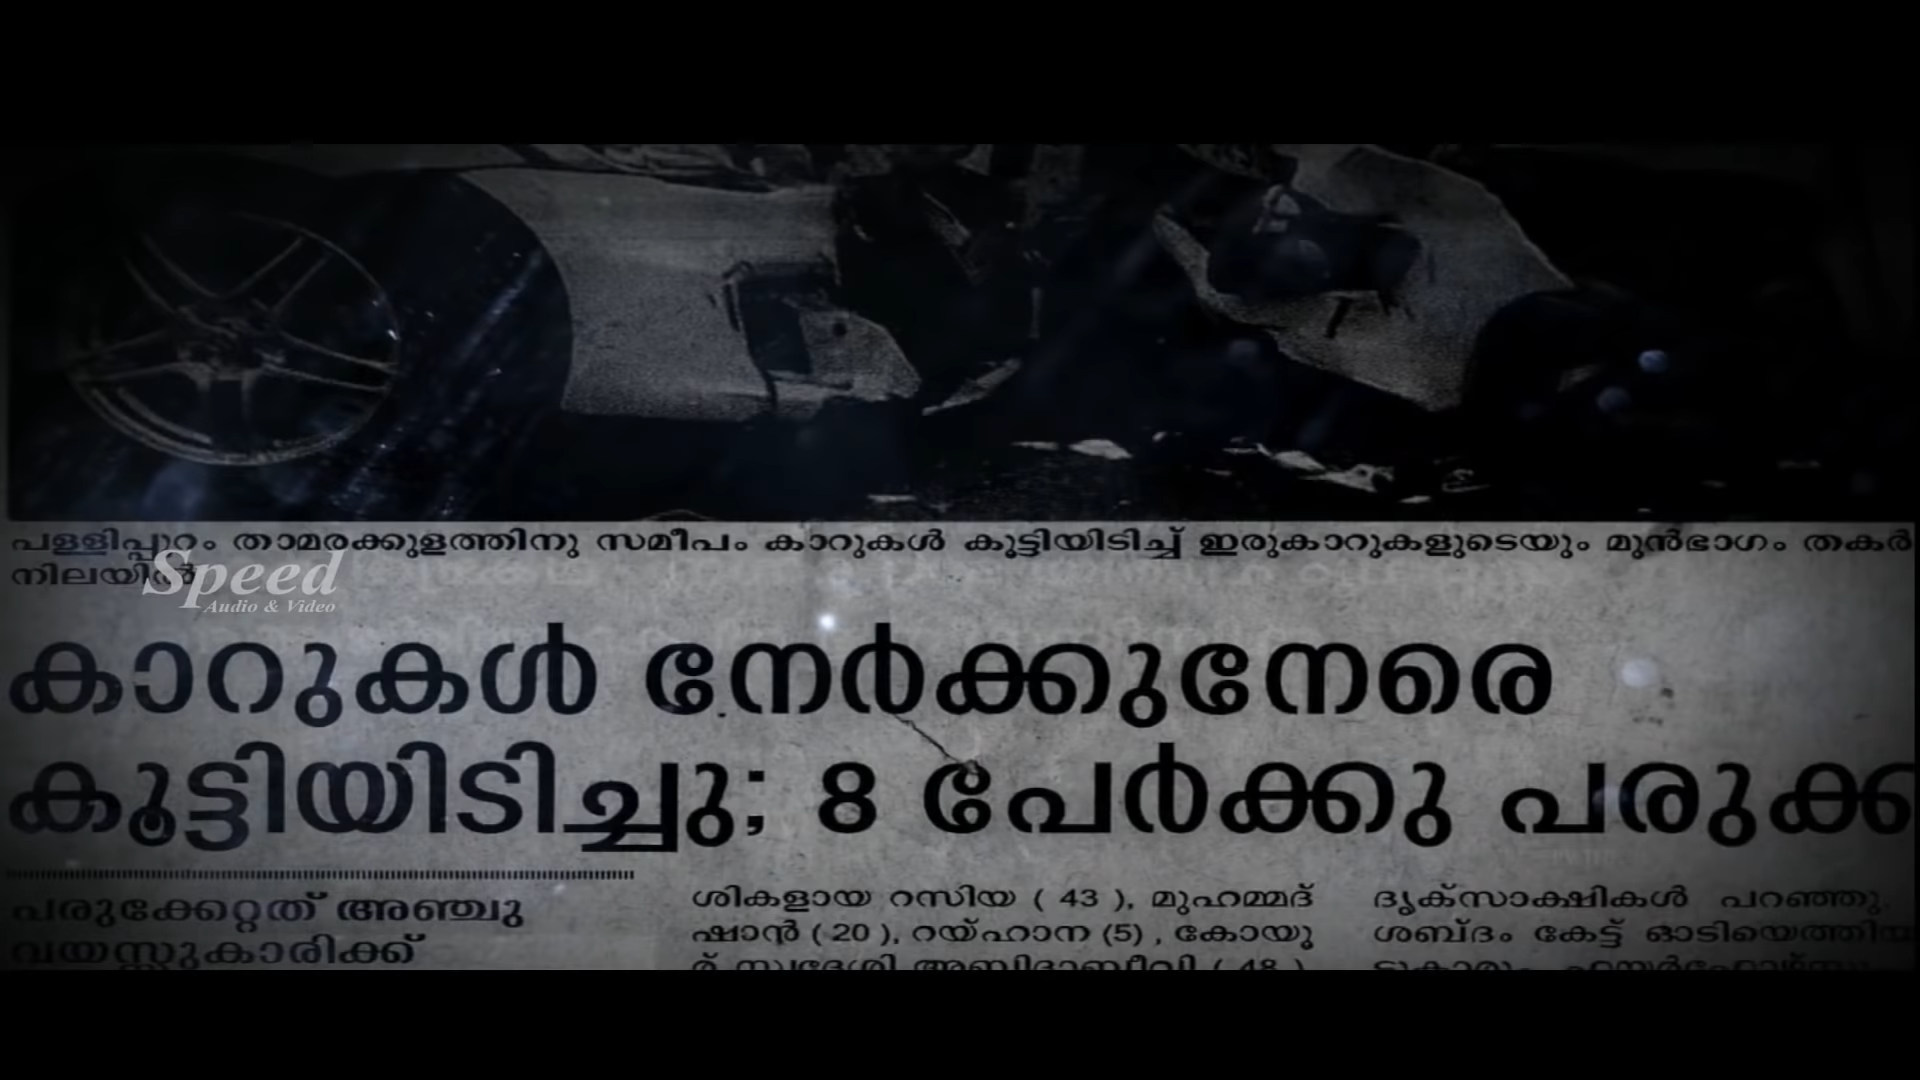 പള്ളിപ്പുറം താമരക്കുളത്തിനു സമീപം കാറുകൾ കൂട്ടിയിടിച്ച് ഇരുകാറുകളുടെയും മുൻഭാഗം തകർ
നിലയിൽ
Speed
Audio & Video
കാറുകൾ നേർക്കുനേരെ
കൂട്ടിയിടിച്ചു; 8 പേർക്കു പരുക്ക
പരുക്കേറ്റത് അഞ്ചു
വയസ്സുകാരിക്ക്
ശികളായ റസിയ ( 43 ), മുഹമ്മദ്
ഷാൻ ( 20 ), റയ്ഹാന (5) , കോയൂ
ദൃക്സാക്ഷികൾ പറഞ്ഞു.
ശബ്ദം കേട്ട് ഓടിയെത്തിയ